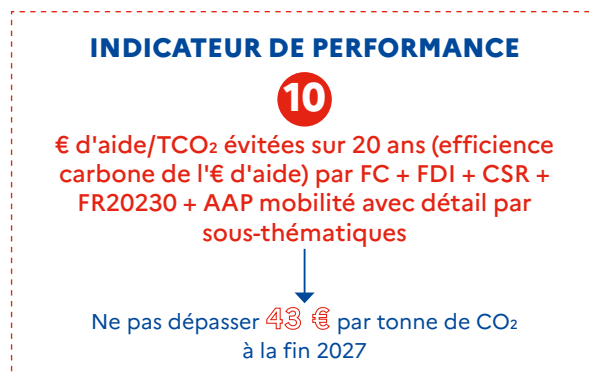 INDICATEUR DE PERFORMANCE
10
€ d'aide/TCO₂ évitées sur 20 ans (efficience
carbone de l'€ d'aide) par FC + FDI + CSR +
FR20230 + AAP mobilité avec détail par
sous-thématiques
Ne pas dépasser 43 € par tonne de CO₂
à la fin 2027